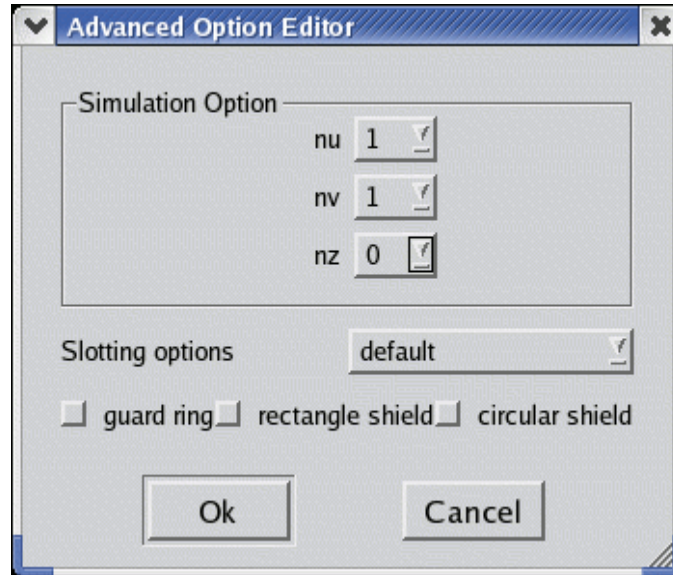 Advanced Option Editor
Simulation Option
nu 1
nv 1
nz 0
Slotting options default
guard ring rectangle shield circular shield
Ok Cancel